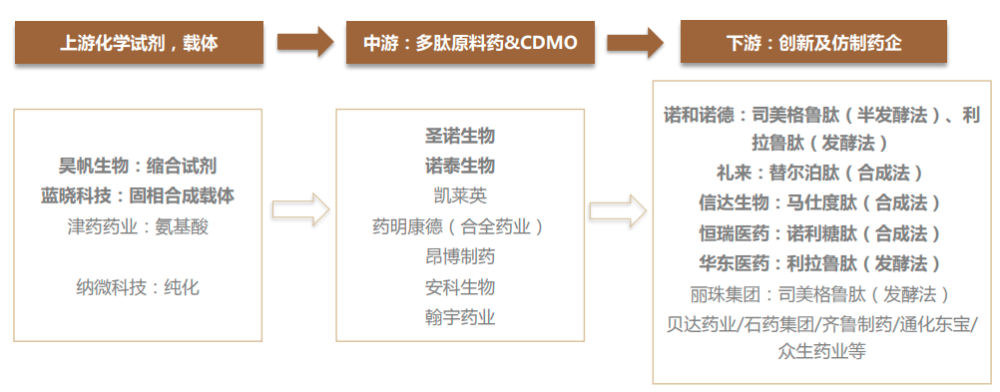 上游化学试剂，载体
中游：多肽原料药&CDMO
下游：创新及仿制药企
昊帆生物：缩合试剂
蓝晓科技：固相合成载体
津药药业：氨基酸
纳微科技：纯化
圣诺生物
诺泰生物
凯莱英
药明康德（合全药业）
昂博制药
安科生物
翰宇药业
诺和诺德：司美格鲁肽（半发酵法）、利
拉鲁肽（发酵法）
礼来：替尔泊肽（合成法）
信达生物：马仕度肽（合成法）
恒瑞医药：诺利糖肽（合成法）
华东医药：利拉鲁肽（发酵法）
丽珠集团：司美格鲁肽（发酵法）
贝达药业/石药集团/齐鲁制药/通化东宝/
众生药业等